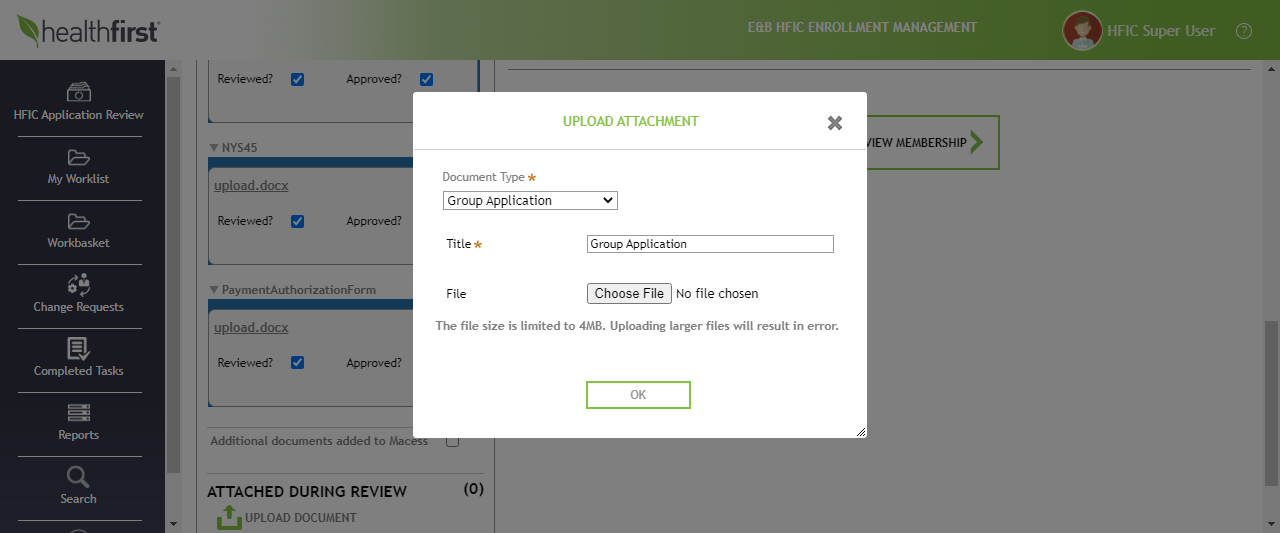 healthfirst
E&B HFIC ENROLLMENT MANAGEMENT
HFIC Super User
?
HFIC Application Review
My Worklist
Workbasket
Change Requests
Completed Tasks
Reports
Search
Reviewed? Approved?
NYS45
upload.docx
Reviewed? Approved?
PaymentAuthorizationForm
upload.docx
Reviewed? Approved?
Additional documents added to Macess
ATTACHED DURING REVIEW (0)
UPLOAD DOCUMENT
VIEW MEMBERSHIP
UPLOAD ATTACHMENT
Document Type *
Group Application
Title * Group Application
File Choose File No file chosen
The file size is limited to 4MB. Uploading larger files will result in error.
OK